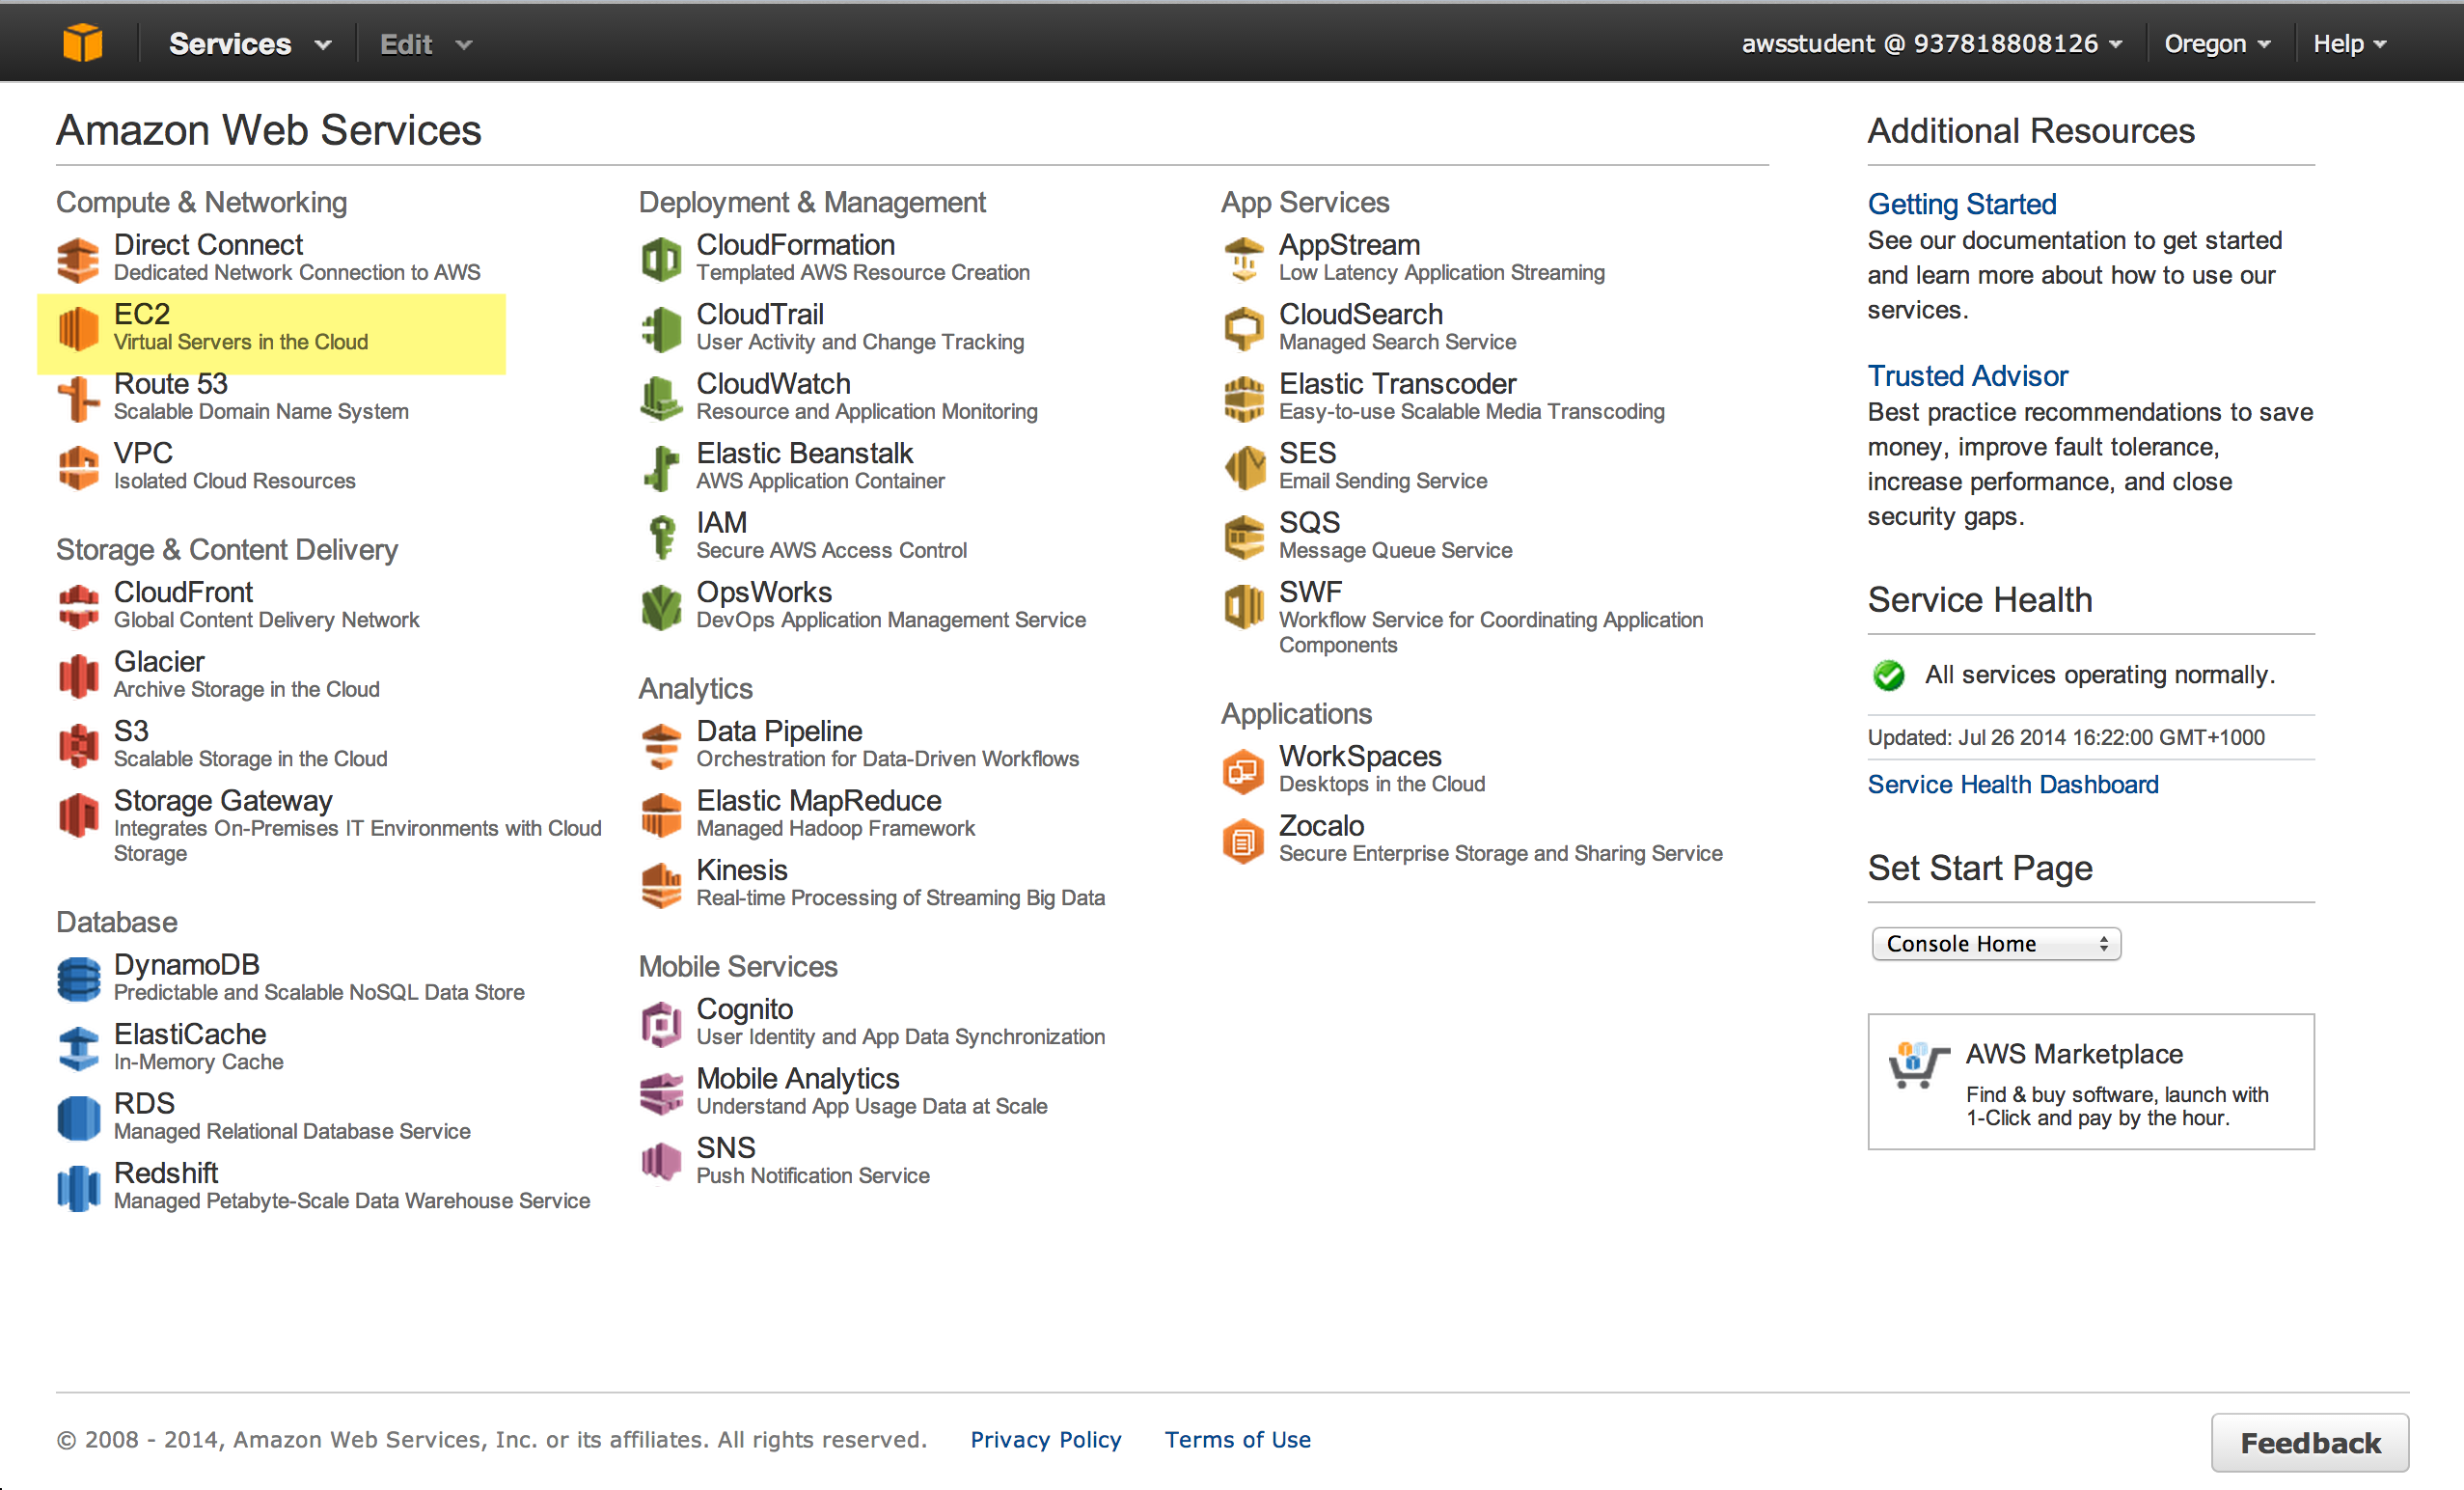 Services
Edit
awsstudent @ 937818808126
Oregon
Help
Amazon Web Services
Compute & Networking
Direct Connect
Dedicated Network Connection to AWS
EC2
Virtual Servers in the Cloud
Route 53
Scalable Domain Name System
VPC
Isolated Cloud Resources
Storage & Content Delivery
CloudFront
Global Content Delivery Network
Glacier
Archive Storage in the Cloud
S3
Scalable Storage in the Cloud
Storage Gateway
Integrates On-Premises IT Environments with Cloud
Storage
Database
DynamoDB
Predictable and Scalable NoSQL Data Store
ElastiCache
In-Memory Cache
RDS
Managed Relational Database Service
Redshift
Managed Petabyte-Scale Data Warehouse Service
Deployment & Management
CloudFormation
Templated AWS Resource Creation
CloudTrail
User Activity and Change Tracking
CloudWatch
Resource and Application Monitoring
Elastic Beanstalk
AWS Application Container
IAM
Secure AWS Access Control
OpsWorks
DevOps Application Management Service
Analytics
Data Pipeline
Orchestration for Data-Driven Workflows
Elastic MapReduce
Managed Hadoop Framework
Kinesis
Real-time Processing of Streaming Big Data
Mobile Services
Cognito
User Identity and App Data Synchronization
Mobile Analytics
Understand App Usage Data at Scale
SNS
Push Notification Service
App Services
AppStream
Low Latency Application Streaming
CloudSearch
Managed Search Service
Elastic Transcoder
Easy-to-use Scalable Media Transcoding
SES
Email Sending Service
SQS
Message Queue Service
SWF
Workflow Service for Coordinating Application
Components
Applications
WorkSpaces
Desktops in the Cloud
Zocalo
Secure Enterprise Storage and Sharing Service
Additional Resources
Getting Started
See our documentation to get started
and learn more about how to use our
services.
Trusted Advisor
Best practice recommendations to save
money, improve fault tolerance,
increase performance, and close
security gaps.
Service Health
All services operating normally.
Updated: Jul 26 2014 16:22:00 GMT+1000
Service Health Dashboard
Set Start Page
Console Home
AWS Marketplace
Find & buy software, launch with
1-Click and pay by the hour.
© 2008 - 2014, Amazon Web Services, Inc. or its affiliates. All rights reserved.
Privacy Policy
Terms of Use
Feedback